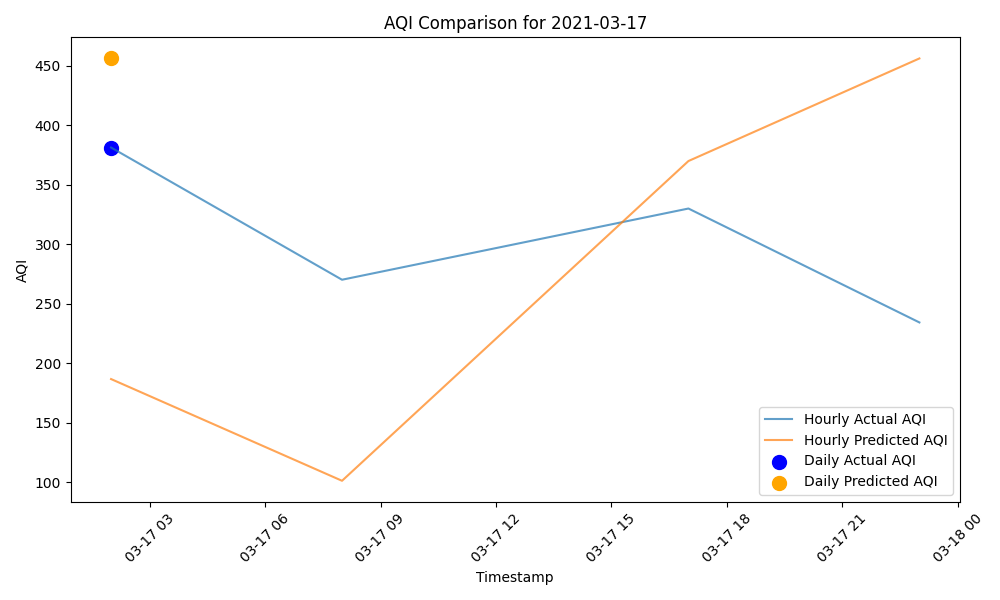 AQI Comparison for 2021-03-17
AQI
450
400
350
300
250
200
150
100
Hourly Actual AQI
Hourly Predicted AQI
Daily Actual AQI
Daily Predicted AQI
03-17 03
03-17 06
03-17 09
03-17 12
03-17 15
03-17 18
03-17 21
03-18 00
Timestamp